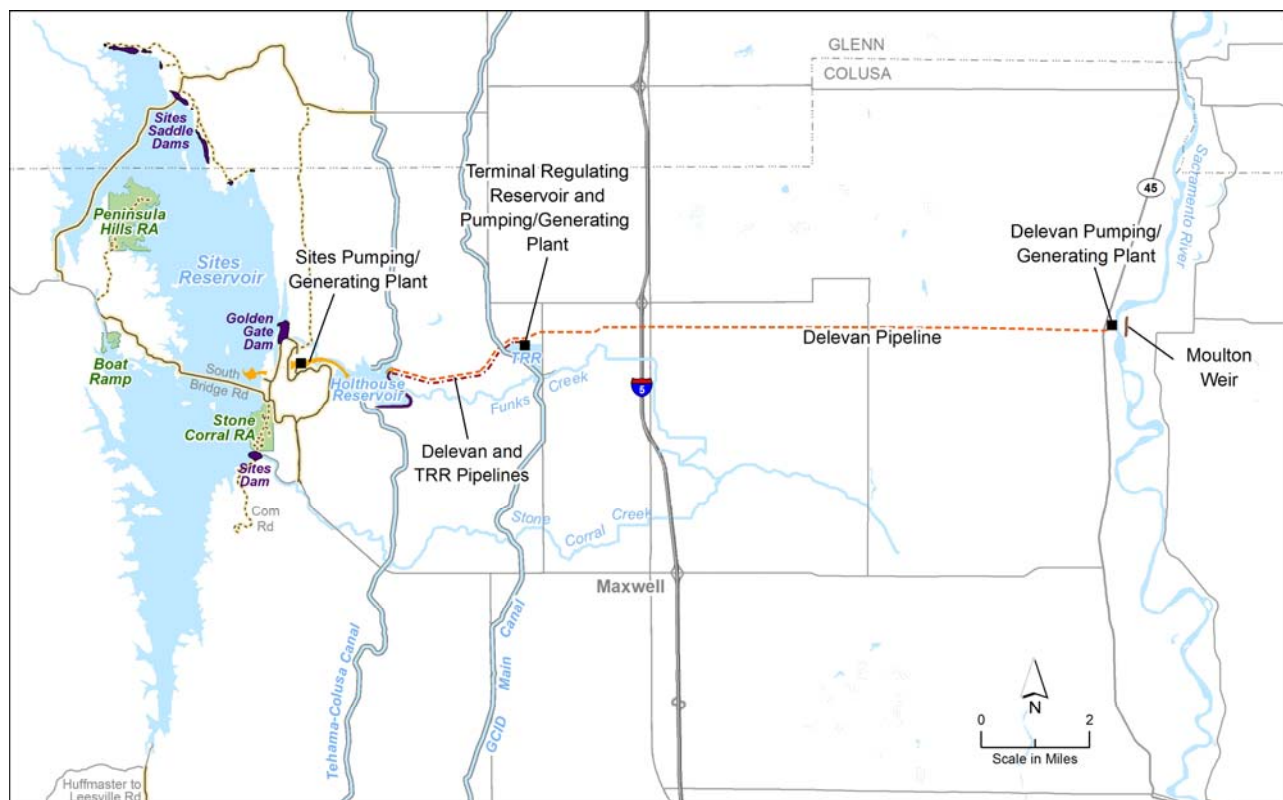 GLENN
COLUSA
Sites
Saddle
Dams
Terminal Regulating
Reservoir and
Pumping/Generating
Plant
45
Sacramento River
Peninsula
Hills RA
Sites Pumping/
Generating Plant
Delevan Pumping/
Generating Plant
Sites
Reservoir
Golden
Gate
Dam
Delevan Pipeline
TRR
Moulton
Weir
Boat
Ramp
South
Bridge Rd
Holthouse
Reservoir
Funks Creek
5
Stone
Corral RA
Delevan and
TRR Pipelines
Sites
Dam
Com
Rd
Stone
Corral Creek
Maxwell
Tehama-Colusa Canal
GCID Main Canal
N
0 2
Scale in Miles
Huffmaster to
Leesville Rd